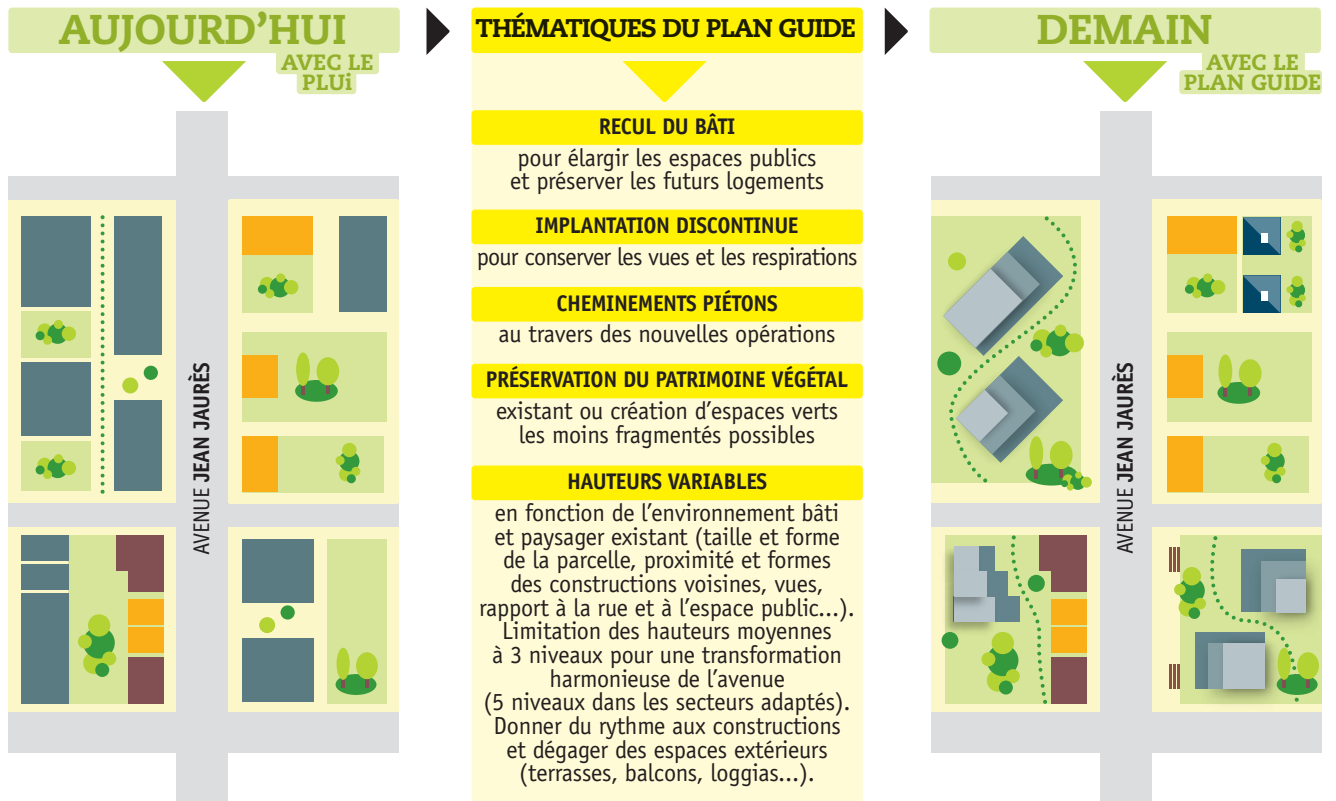 AUJOURD'HUI
AVEC LE
PLUi
AVENUE JEAN JAURÈS
THÉMATIQUES DU PLAN GUIDE
RECUL DU BÂTI
pour élargir les espaces publics
et préserver les futurs logements
IMPLANTATION DISCONTINUE
pour conserver les vues et les respirations
CHEMINEMENTS PIÉTONS
au travers des nouvelles opérations
PRÉSERVATION DU PATRIMOINE VÉGÉTAL
existant ou création d'espaces verts
les moins fragmentés possibles
HAUTEURS VARIABLES
en fonction de l'environnement bâti
et paysager existant (taille et forme
de la parcelle, proximité et formes
des constructions voisines, vues,
rapport à la rue et à l'espace public...).
Limitation des hauteurs moyennes
à 3 niveaux pour une transformation
harmonieuse de l'avenue
(5 niveaux dans les secteurs adaptés).
Donner du rythme aux constructions
et dégager des espaces extérieurs
(terrasses, balcons, loggias...).
DEMAIN
AVEC LE
PLAN GUIDE
AVENUE JEAN JAURÈS